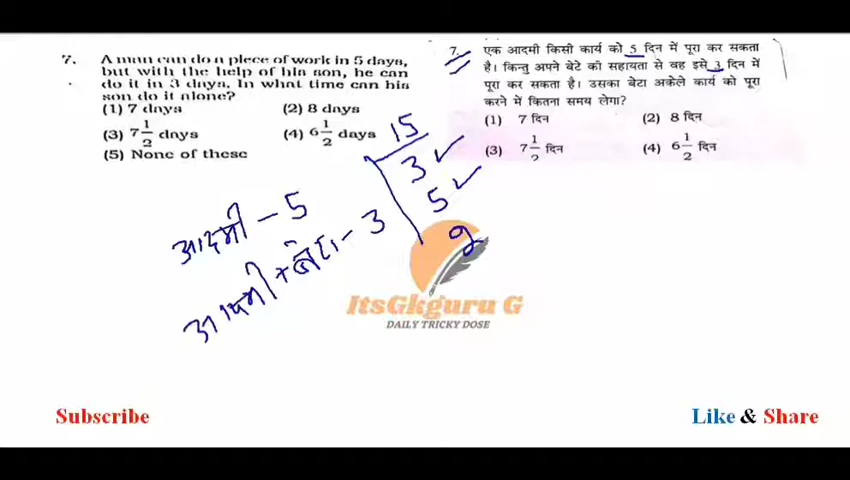 7. A man can do a piece of work in 5 days,
but with the help of his son, he can
do it in 3 days. In what time can his
son do it alone?
(1) 7 days (2) 8 days
(3) 7 1/2 days (4) 6 1/2 days
(5) None of these
7. एक आदमी किसी कार्य को 5 दिन में पूरा कर सकता
है। किन्तु अपने बेटे की सहायता से वह इसे 3 दिन में
पूरा कर सकता है। उसका बेटा अकेले कार्य को पूरा
करने में कितना समय लेगा?
(1) 7 दिन (2) 8 दिन
(3) 7 1/2 दिन (4) 6 1/2 दिन
15
आदमी - 5 3
आदमी + बेटा - 3 5
2
ItsGkguru G
DAILY TRICKY DOSE
Subscribe Like & Share